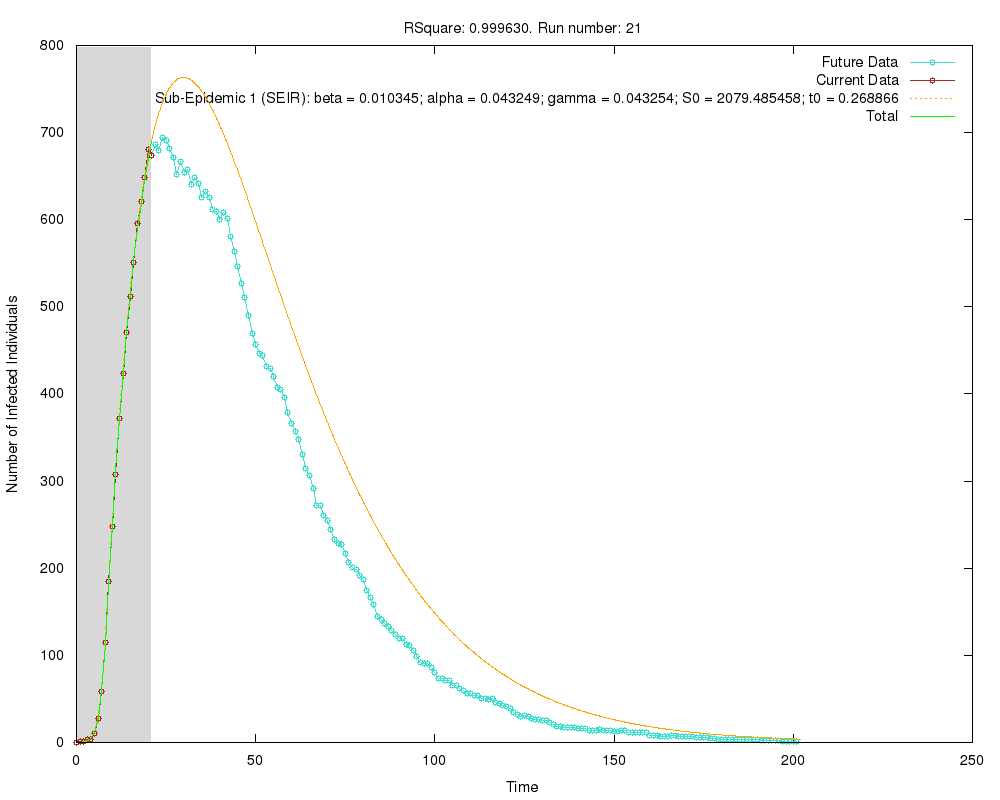 RSquare: 0.999630. Run number: 21
Future Data
Current Data
Sub-Epidemic 1 (SEIR): beta = 0.010345; alpha = 0.043249; gamma = 0.043254; S0 = 2079.485458; t0 = 0.268866
Total
800
700
600
500
400
300
200
100
0
Number of Infected Individuals
0 50 100 150 200 250
Time